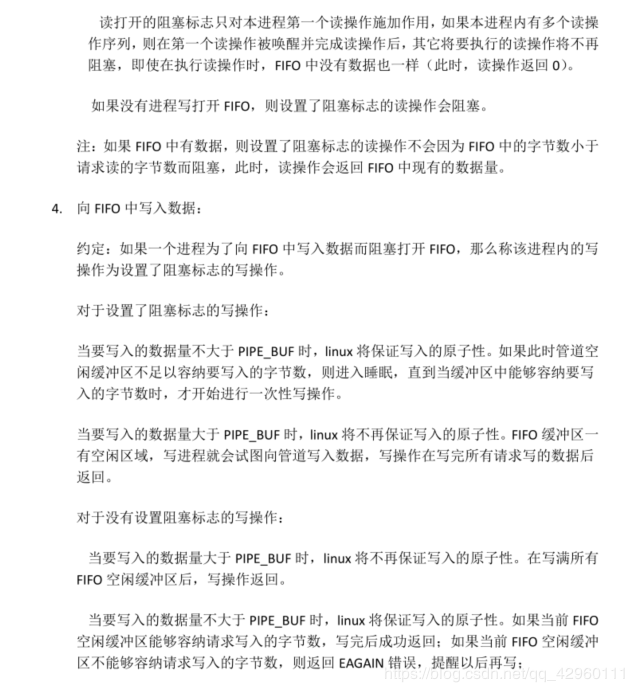 读打开的阻塞标志只对本进程第一个读操作施加作用，如果本进程内有多个读操
作序列，则在第一个读操作被唤醒并完成读操作后，其它将要执行的读操作将不再
阻塞，即使在执行读操作时，FIFO 中没有数据也一样（此时，读操作返回 0）。
如果没有进程写打开 FIFO，则设置了阻塞标志的读操作会阻塞。
注：如果 FIFO 中有数据，则设置了阻塞标志的读操作不会因为 FIFO 中的字节数小于
请求读的字节数而阻塞，此时，读操作会返回 FIFO 中现有的数据量。
4. 向 FIFO 中写入数据：
约定：如果一个进程为了向 FIFO 中写入数据而阻塞打开 FIFO，那么称该进程内的写
操作为设置了阻塞标志的写操作。
对于设置了阻塞标志的写操作：
当要写入的数据量不大于 PIPE_BUF 时，linux 将保证写入的原子性。如果此时管道空
闲缓冲区不足以容纳要写入的字节数，则进入睡眠，直到当缓冲区中能够容纳要写
入的字节数时，才开始进行一次性写操作。
当要写入的数据量大于 PIPE_BUF 时，linux 将不再保证写入的原子性。FIFO 缓冲区一
有空闲区域，写进程就会试图向管道写入数据，写操作在写完所有请求写的数据后
返回。
对于没有设置阻塞标志的写操作：
当要写入的数据量大于 PIPE_BUF 时，linux 将不再保证写入的原子性。在写满所有
FIFO 空闲缓冲区后，写操作返回。
当要写入的数据量不大于 PIPE_BUF 时，linux 将保证写入的原子性。如果当前 FIFO
空闲缓冲区能够容纳请求写入的字节数，写完后成功返回；如果当前 FIFO 空闲缓冲
区不能够容纳请求写入的字节数，则返回 EAGAIN 错误，提醒以后再写；
https://blog.csdn.net/qq_42960111